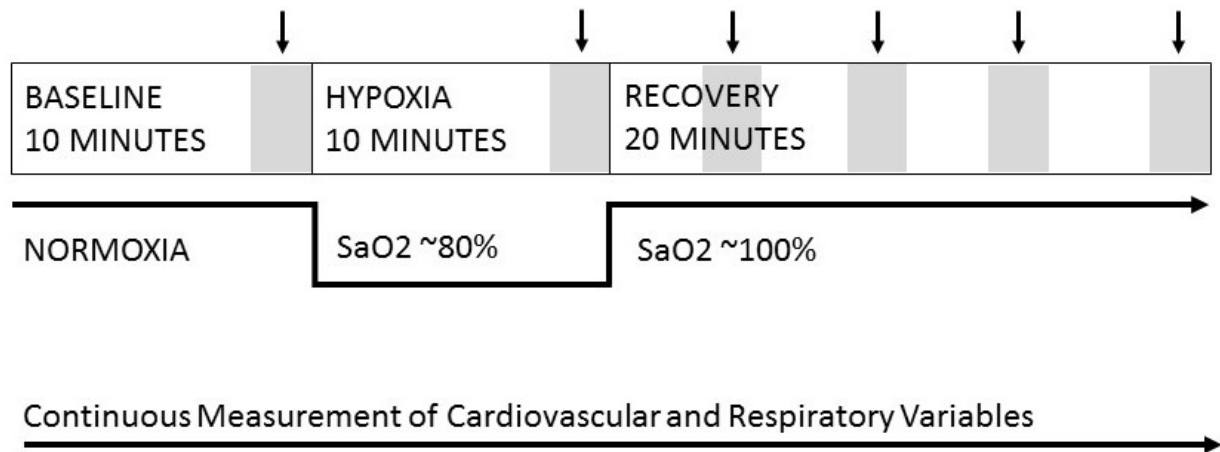 BASELINE
10 MINUTES
HYPOXIA
10 MINUTES
RECOVERY
20 MINUTES
NORMOXIA
SaO2 ~80%
SaO2 ~100%
Continuous Measurement of Cardiovascular and Respiratory Variables